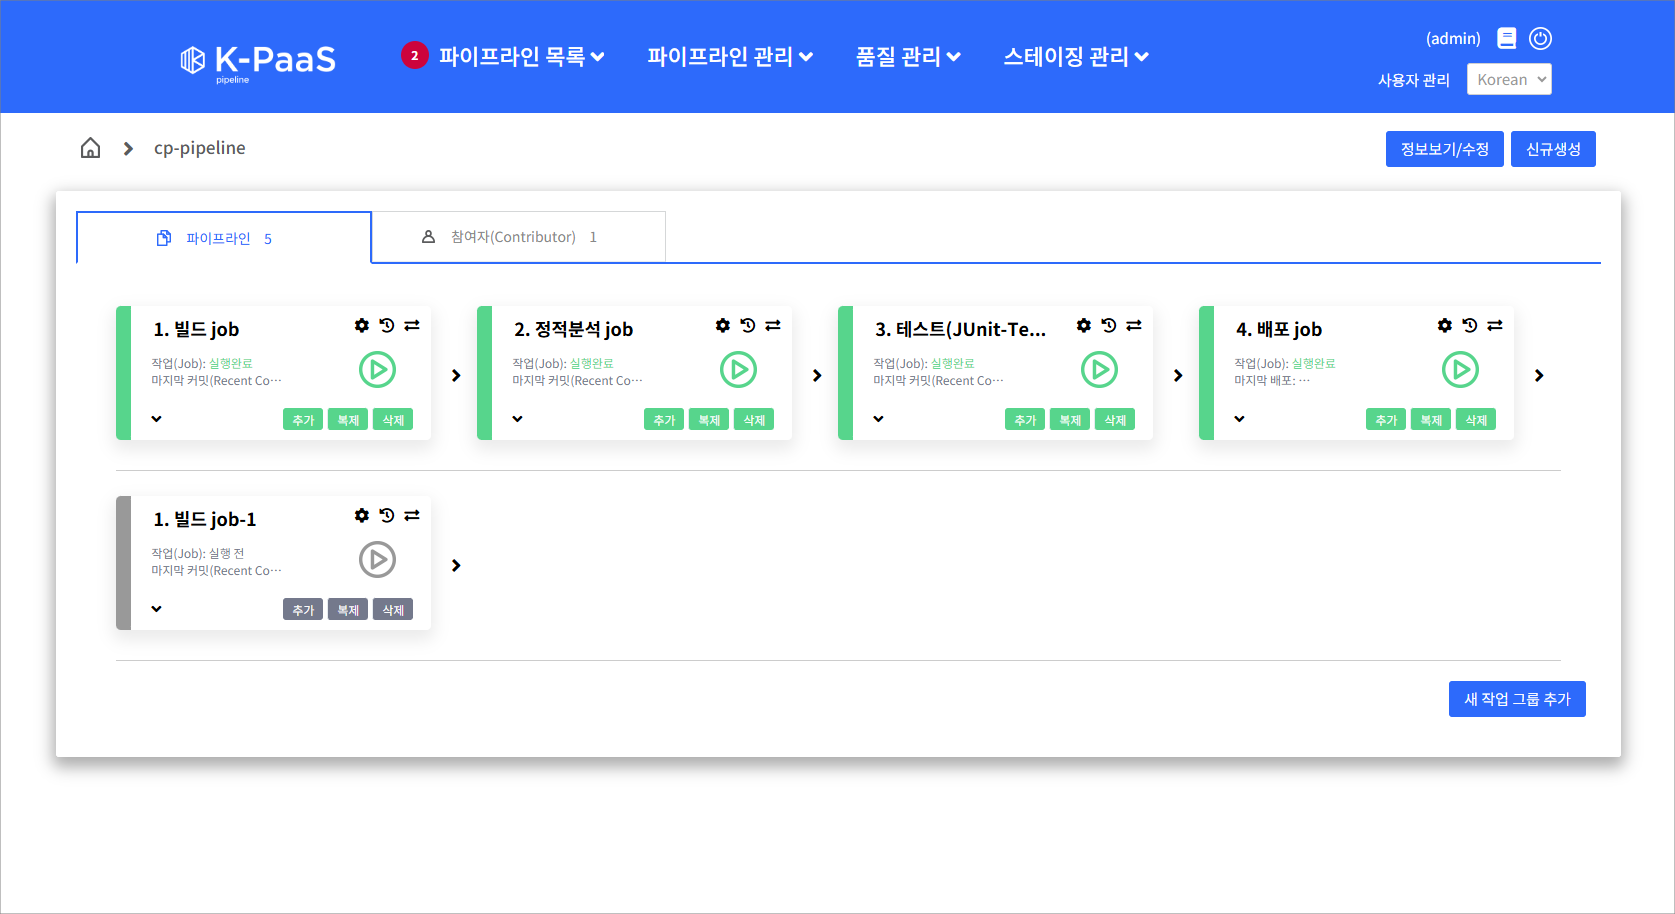 K-PaaS
pipeline
2 파이프라인 목록
파이프라인 관리
품질 관리
스테이징 관리
(admin)
사용자 관리
Korean
cp-pipeline
정보보기/수정
신규생성
파이프라인 5
참여자(Contributor) 1
1. 빌드 job
작업(Job): 실행완료
마지막 커밋(Recent Co…
추가 복제 삭제
2. 정적분석 job
작업(Job): 실행완료
마지막 커밋(Recent Co…
추가 복제 삭제
3. 테스트(JUnit-Te...
작업(Job): 실행완료
마지막 커밋(Recent Co…
추가 복제 삭제
4. 배포 job
작업(Job): 실행완료
마지막 배포: …
추가 복제 삭제
1. 빌드 job-1
작업(Job): 실행 전
마지막 커밋(Recent Co…
추가 복제 삭제
새 작업 그룹 추가